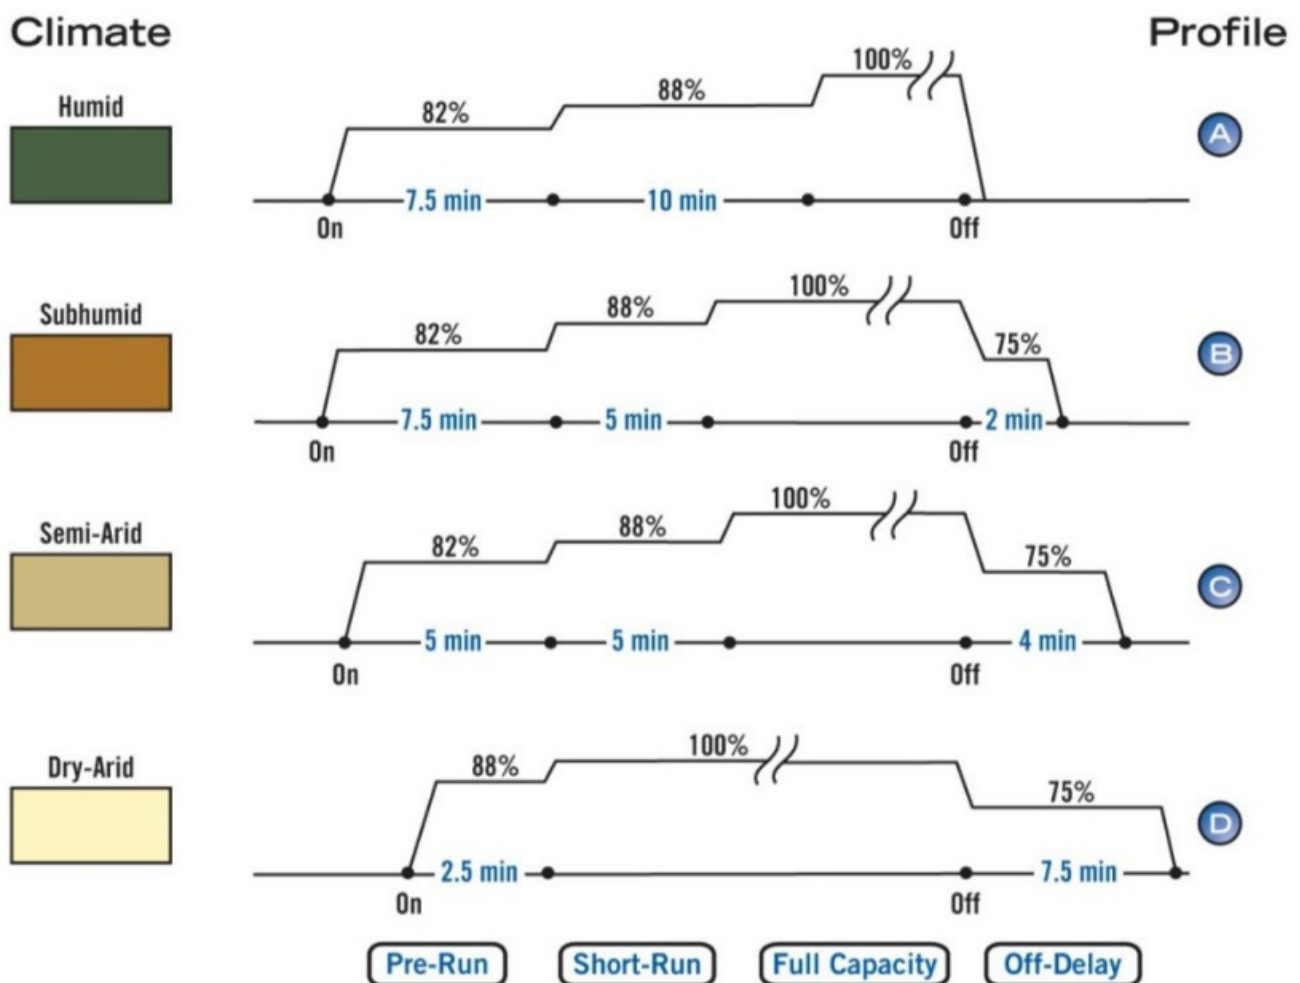 Climate
Profile
Humid
82%
88%
100%
A
7.5 min
10 min
On
Off
Subhumid
82%
88%
100%
75%
B
7.5 min
5 min
2 min
On
Off
Semi-Arid
82%
88%
100%
75%
C
5 min
5 min
4 min
On
Off
Dry-Arid
88%
100%
75%
D
2.5 min
7.5 min
On
Off
Pre-Run
Short-Run
Full Capacity
Off-Delay